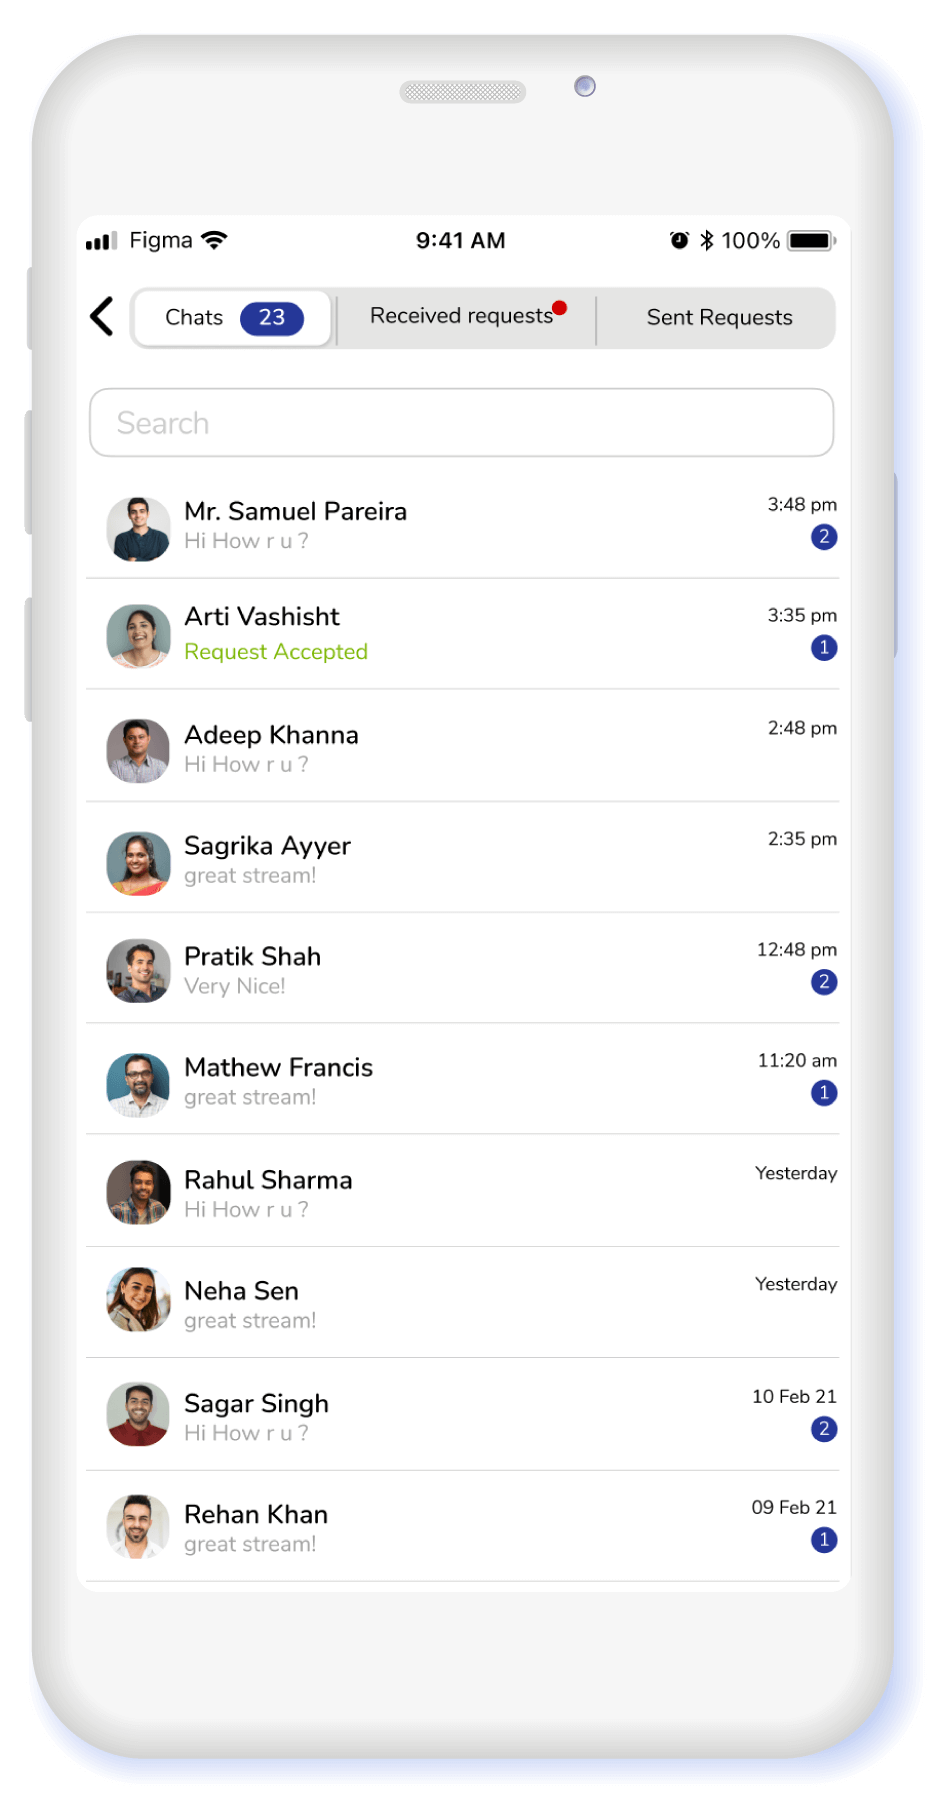 Figma 9:41 AM 100%
Chats 23 Received requests Sent Requests
Search
Mr. Samuel Pareira 3:48 pm
Hi How r u ? 2
Arti Vashisht 3:35 pm
Request Accepted 1
Adeep Khanna 2:48 pm
Hi How r u ?
Sagrika Ayyer 2:35 pm
great stream!
Pratik Shah 12:48 pm
Very Nice! 2
Mathew Francis 11:20 am
great stream! 1
Rahul Sharma Yesterday
Hi How r u ?
Neha Sen Yesterday
great stream!
Sagar Singh 10 Feb 21
Hi How r u ? 2
Rehan Khan 09 Feb 21
great stream! 1